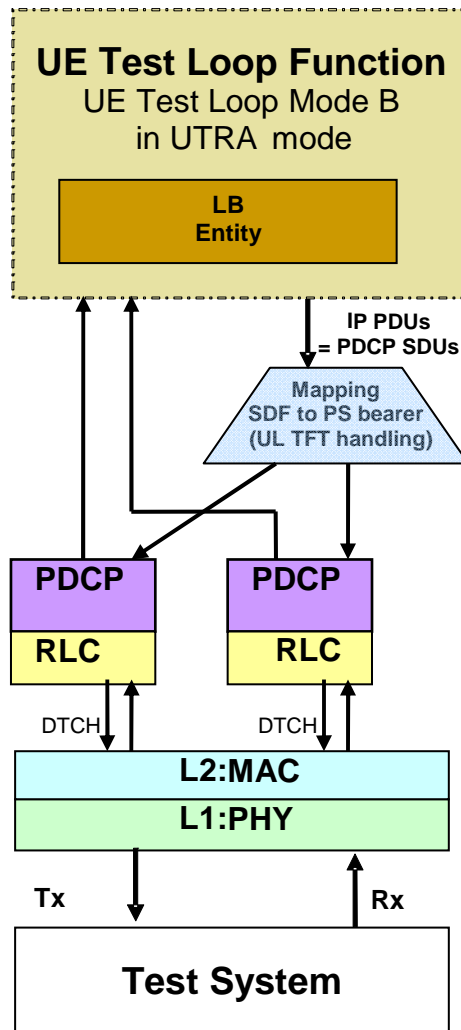 UE Test Loop Function
UE Test Loop Mode B
in UTRA mode
LB
Entity
IP PDUs
= PDCP SDUs
Mapping
SDF to PS bearer
(UL TFT handling)
PDCP
PDCP
RLC
RLC
DTCH
DTCH
L2:MAC
L1:PHY
Tx
Rx
Test System